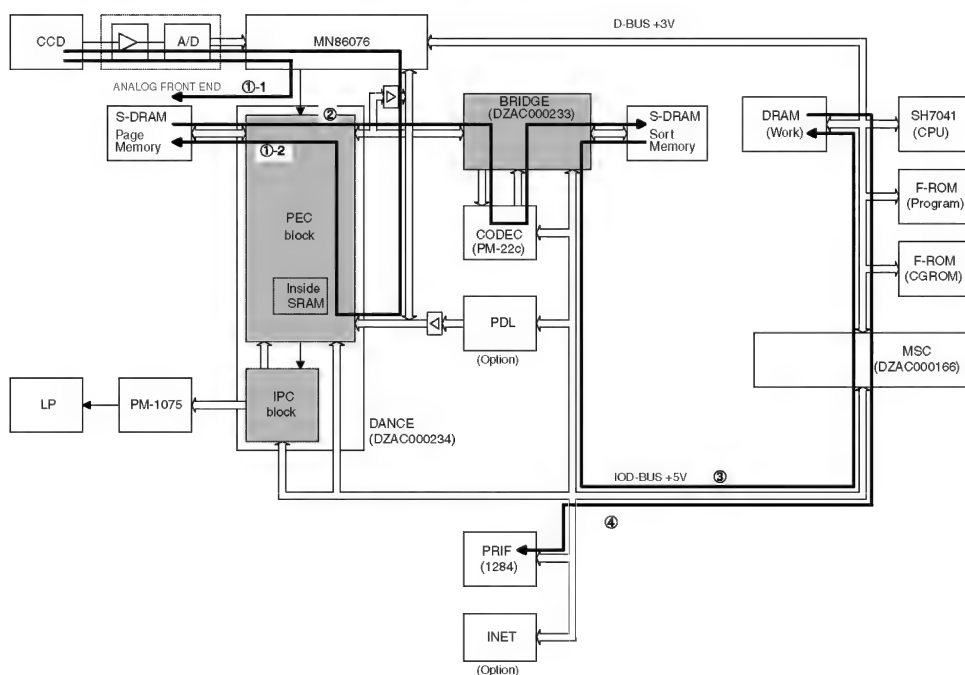 D-BUS +3V
CCD
A/D
MN86076
ANALOG FRONT END
①-1
S-DRAM
Page
Memory
②
①-2
BRIDGE
(DZAC000233)
S-DRAM
Sort
Memory
DRAM
(Work)
SH7041
(CPU)
F-ROM
(Program)
PEC
block
CODEC
(PM-22c)
F-ROM
(CGROM)
Inside
SRAM
PDL
(Option)
MSC
(DZAC000166)
LP
PM-1075
IPC
block
DANCE
(DZAC000234)
IOD-BUS +5V
③
④
PRIF
(1284)
INET
(Option)